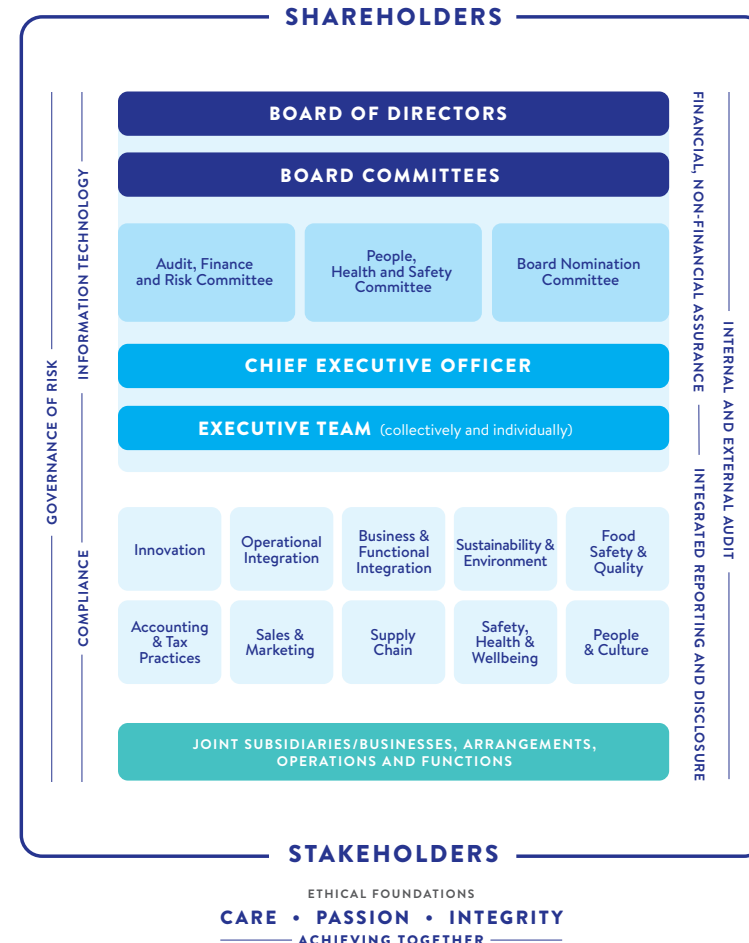 SHAREHOLDERS
GOVERNANCE OF RISK
INFORMATION TECHNOLOGY
COMPLIANCE
BOARD OF DIRECTORS
BOARD COMMITTEES
Audit, Finance
and Risk Committee
People,
Health and Safety
Committee
Board Nomination
Committee
CHIEF EXECUTIVE OFFICER
EXECUTIVE TEAM (collectively and individually)
Innovation
Operational
Integration
Business &
Functional
Integration
Sustainability &
Environment
Food
Safety &
Quality
Accounting
& Tax
Practices
Sales &
Marketing
Supply
Chain
Safety,
Health &
Wellbeing
People
& Culture
JOINT SUBSIDIARIES/BUSINESSES, ARRANGEMENTS,
OPERATIONS AND FUNCTIONS
FINANCIAL, NON-FINANCIAL ASSURANCE
INTEGRATED REPORTING AND DISCLOSURE
INTERNAL AND EXTERNAL AUDIT
STAKEHOLDERS
ETHICAL FOUNDATIONS
CARE • PASSION • INTEGRITY
ACHIEVING TOGETHER